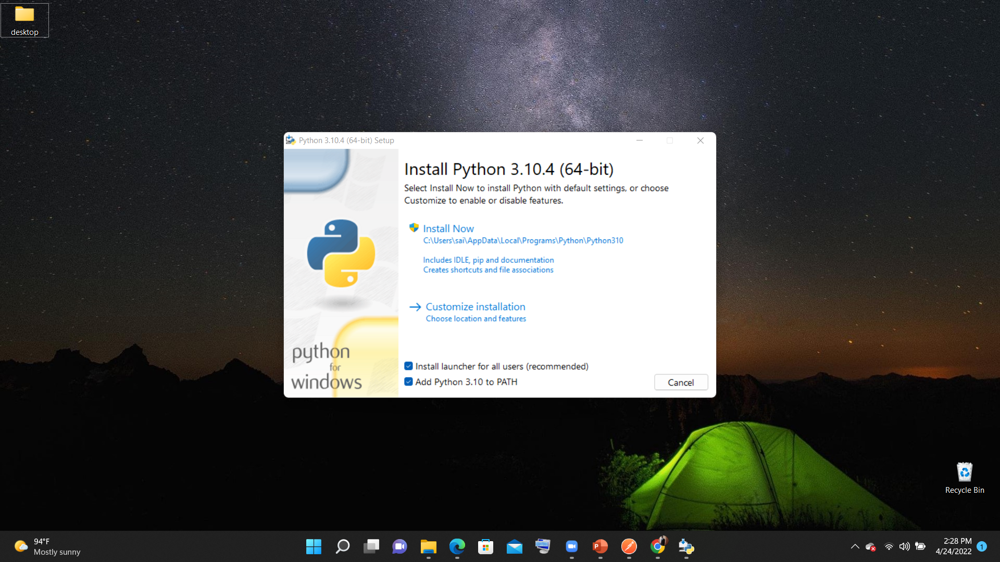 desktop
Python 3.10.4 (64-bit) Setup
Install Python 3.10.4 (64-bit)
Select Install Now to install Python with default settings, or choose
Customize to enable or disable features.
Install Now
C:\Users\sai\AppData\Local\Programs\Python\Python310
Includes IDLE, pip and documentation
Creates shortcuts and file associations
Customize installation
Choose location and features
python
for
windows
Install launcher for all users (recommended)
Add Python 3.10 to PATH
Cancel
Recycle Bin
94°F
Mostly sunny
P
2:28 PM
4/24/2022
1